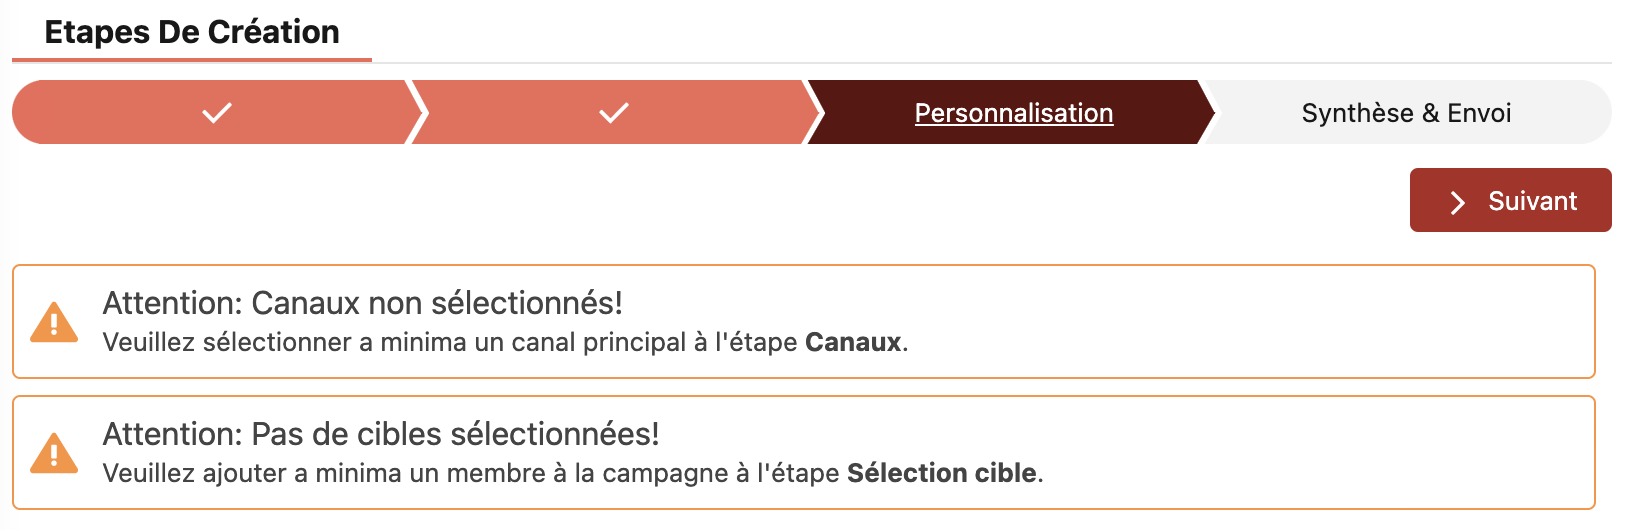 Etapes De Création
Personnalisation
Synthèse & Envoi
Suivant
Attention: Canaux non sélectionnés!
Veuillez sélectionner a minima un canal principal à l'étape Canaux.
Attention: Pas de cibles sélectionnées!
Veuillez ajouter a minima un membre à la campagne à l'étape Sélection cible.